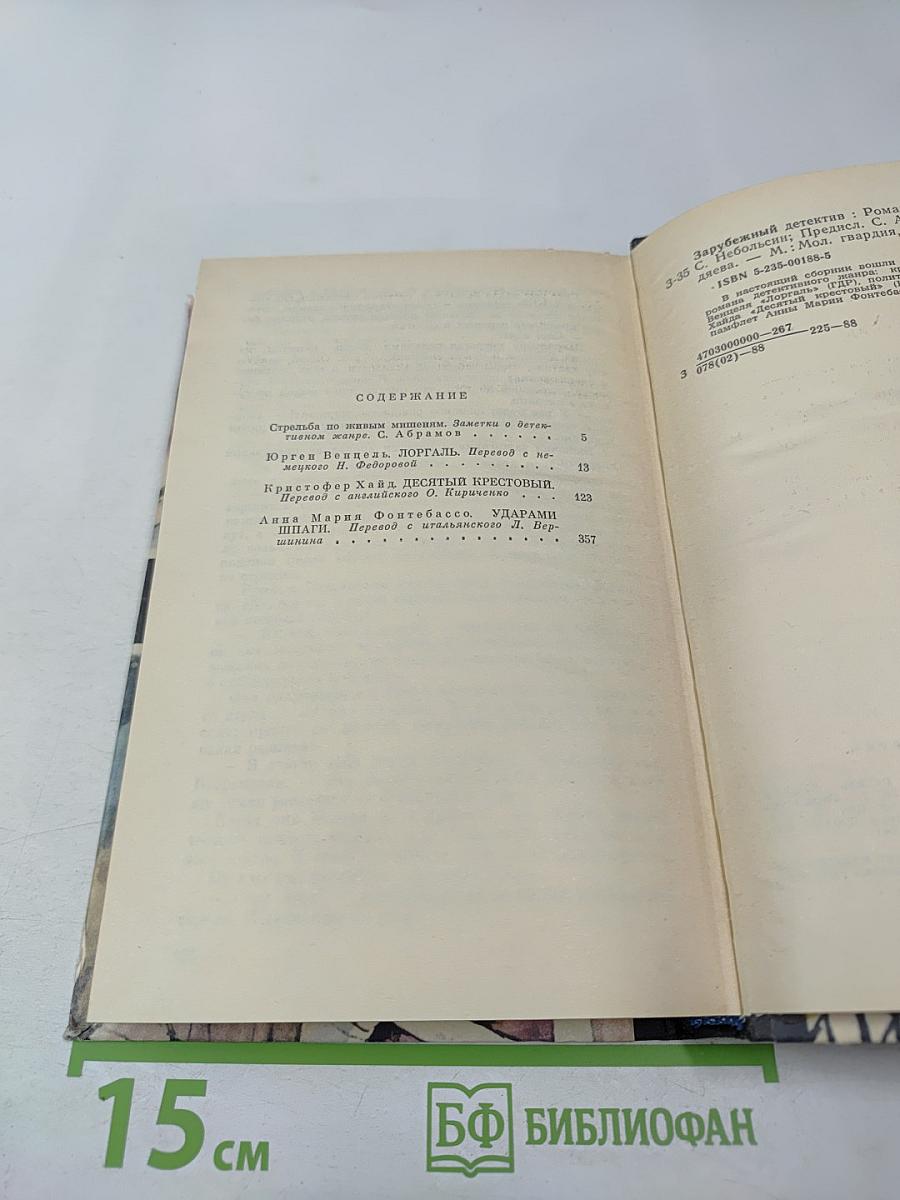 СОДЕРЖАНИЕ
Стрельба по живым мишеням. Заметки о детек-
тивном жанре. С. Абрамов . . . . . . 5
Юрген Венцель. ЛОРГАЛЬ. Перевод с не-
мецкого Н. Федоровой . . . . . . . . . 13
Кристофер Хайд. ДЕСЯТЫЙ КРЕСТОВЫЙ.
Перевод с английского О. Кириченко . . . 123
Анна Мария Фонтебассо. УДАРАМИ
ШПАГИ. Перевод с итальянского Л. Вер-
шинина . . . . . . . . . . . . . . . 357
Зарубежный детектив : Рома
З-35 С. Небольсин; Предисл. С. А
дяева. — М.: Мол. гвардия,
ISBN 5-235-00188-5
В настоящий сборник вошли
романа детективного жанра: кр
Венцеля «Лоргаль» (ГДР), полит
Хайда «Десятый крестовый» (
памфлет Анны Марии Фонтеба
4703000000—267
З 078(02)—88 225—88
15 см
БФ БИБЛИОФАН